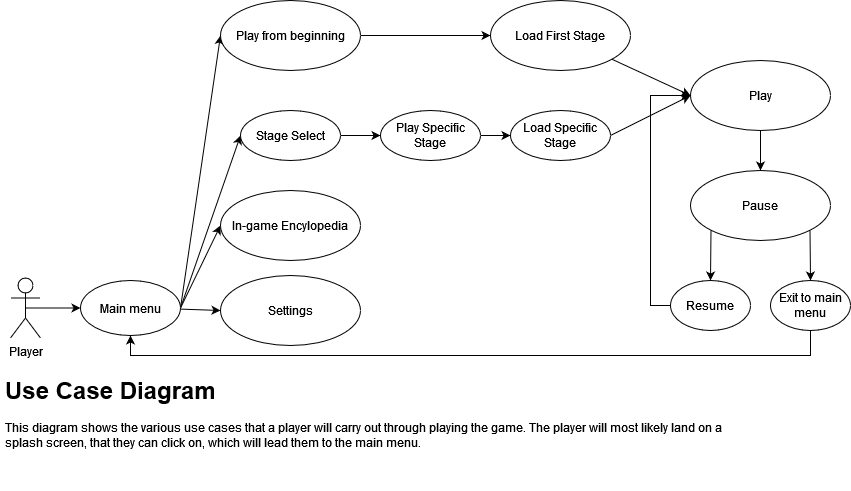 Play from beginning
Load First Stage
Play
Stage Select
Play Specific
Stage
Load Specific
Stage
Pause
In-game Encylopedia
Main menu
Settings
Resume
Exit to main
menu
Player
Use Case Diagram
This diagram shows the various use cases that a player will carry out through playing the game. The player will most likely land on a
splash screen, that they can click on, which will lead them to the main menu.